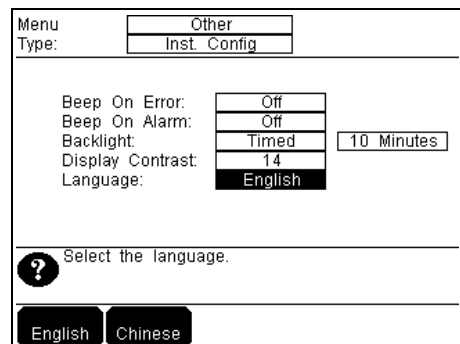 Menu Other
Type: Inst. Config
Beep On Error: Off
Beep On Alarm: Off
Backlight: Timed 10 Minutes
Display Contrast: 14
Language: English
? Select the language.
English Chinese